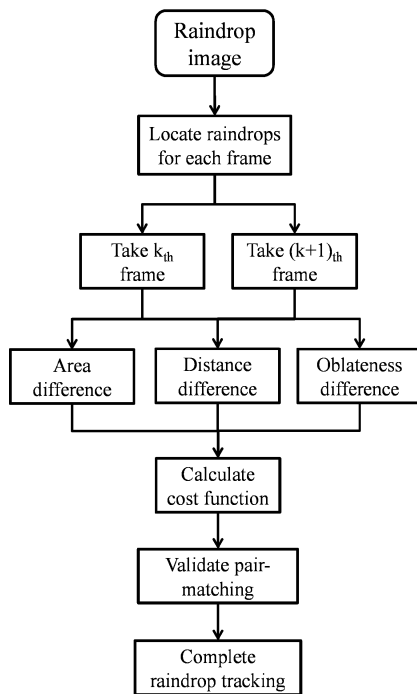 Raindrop
image
Locate raindrops
for each frame
Take kth
frame
Take (k+1)th
frame
Area
difference
Distance
difference
Oblateness
difference
Calculate
cost function
Validate pair-
matching
Complete
raindrop tracking